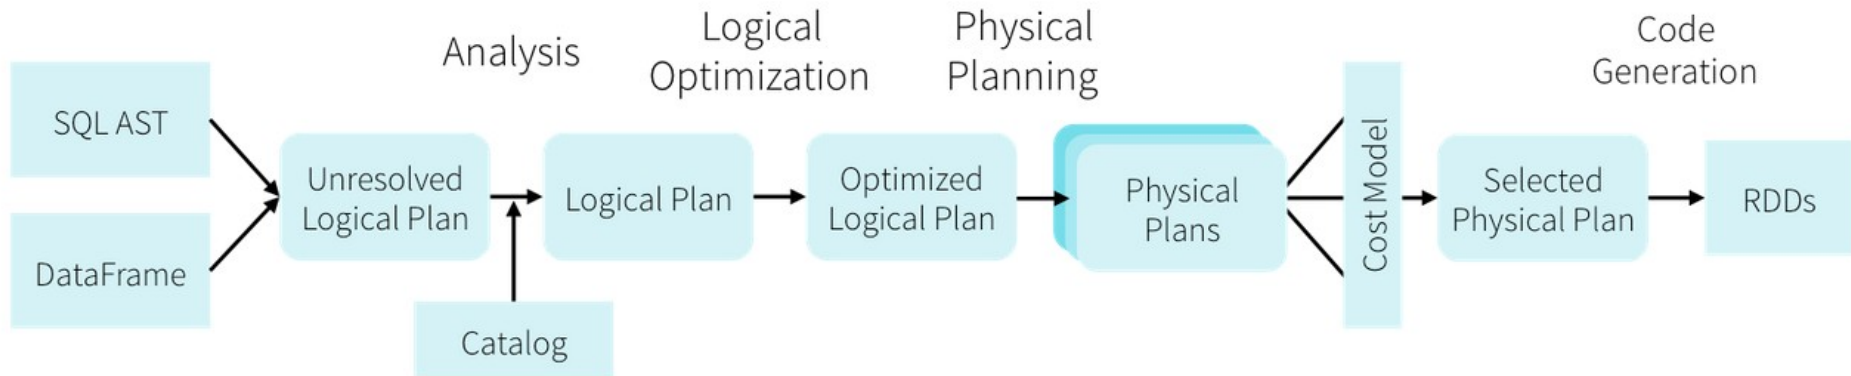 Analysis
Logical
Optimization
Physical
Planning
Code
Generation
SQL AST
DataFrame
Unresolved
Logical Plan
Catalog
Logical Plan
Optimized
Logical Plan
Physical
Plans
Cost Model
Selected
Physical Plan
RDDs